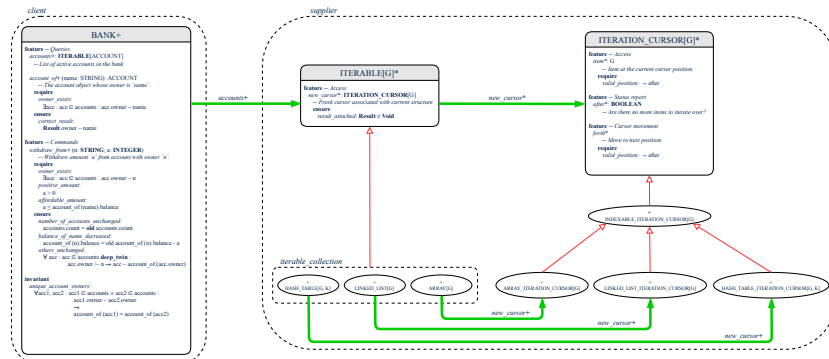 client
BANK+
feature -- Queries
accounts+: ITERABLE[ACCOUNT]
-- List of active accounts in the bank
account_of+ (name: STRING): ACCOUNT
-- The account object whose owner is `name`.
require
owner_exists:
∃acc : acc ∈ accounts : acc.owner = name
ensure
correct_result:
Result.owner = name
feature -- Commands
withdraw_from+ (n: STRING; a: INTEGER)
-- Withdraw amount `a` from account with owner `n`.
require
owner_exists:
∃acc : acc ∈ accounts : acc.owner = n
positive_amount:
a > 0
affordable_amount:
a ≤ account_of (name).balance
ensure
number_of_accounts_unchanged:
accounts.count = old accounts.count
balance_of_name_decreased:
account_of (n).balance = old account_of (n).balance - a
others_unchanged:
∀ acc : acc ∈ accounts.deep_twin :
acc.owner /= n → acc = account_of (acc.owner)
invariant
unique_account_owners:
∀acc1, acc2 : acc1 ∈ accounts ∧ acc2 ∈ accounts :
acc1.owner = acc2.owner
→
account_of (acc1) = account_of (acc2)
accounts+
supplier
ITERABLE[G]*
feature -- Access
new_cursor*: ITERATION_CURSOR[G]
-- Fresh cursor associated with current structure
ensure
result_attached: Result ≠ Void
new_cursor*
ITERATION_CURSOR[G]*
feature -- Access
item*: G
-- Item at the current cursor position
require
valid_position: ¬ after
feature -- Status report
after*: BOOLEAN
-- Are there no more items to iterate over?
feature -- Cursor movement
forth*
-- Move to next position.
require
valid_position: ¬ after
+
INDEXABLE_ITERATION_CURSOR[G]
iterable_collection
+
HASH_TABLE[G, K]
+
LINKED_LIST[G]
+
ARRAY[G]
+
ARRAY_ITERATION_CURSOR[G]
+
LINKED_LIST_ITERATION_CURSOR[G]
+
HASH_TABLE_ITERATION_CURSOR[G, K]
new_cursor+
new_cursor+
new_cursor+